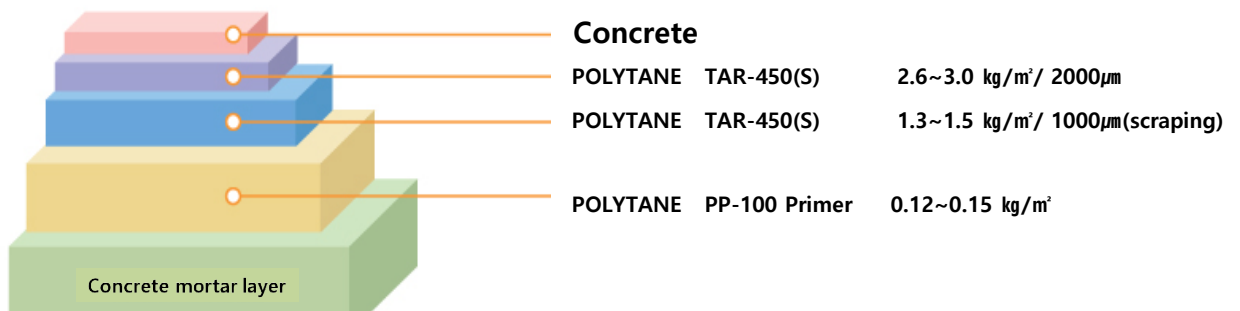 Concrete
POLYTANE TAR-450(S) 2.6~3.0 ㎏/㎡/ 2000㎛
POLYTANE TAR-450(S) 1.3~1.5 ㎏/㎡/ 1000㎛(scraping)
POLYTANE PP-100 Primer 0.12~0.15 ㎏/㎡
Concrete mortar layer